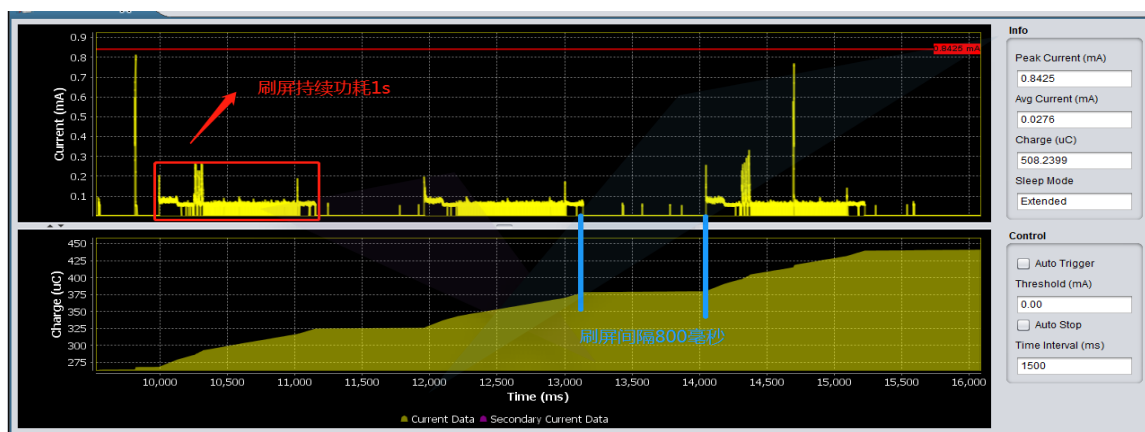 0.9
0.8
0.7
0.6
0.5
0.4
0.3
0.2
0.1
Current (mA)
0.8425 mA
刷屏持续功耗1s
450
425
400
375
350
325
300
275
Charge (uC)
刷屏间隔800毫秒
10,000 10,500 11,000 11,500 12,000 12,500 13,000 13,500 14,000 14,500 15,000 15,500 16,000
Time (ms)
Current Data Secondary Current Data
Info
Peak Current (mA)
0.8425
Avg Current (mA)
0.0276
Charge (uC)
508.2399
Sleep Mode
Extended
Control
Auto Trigger
Threshold (mA)
0.00
Auto Stop
Time Interval (ms)
1500